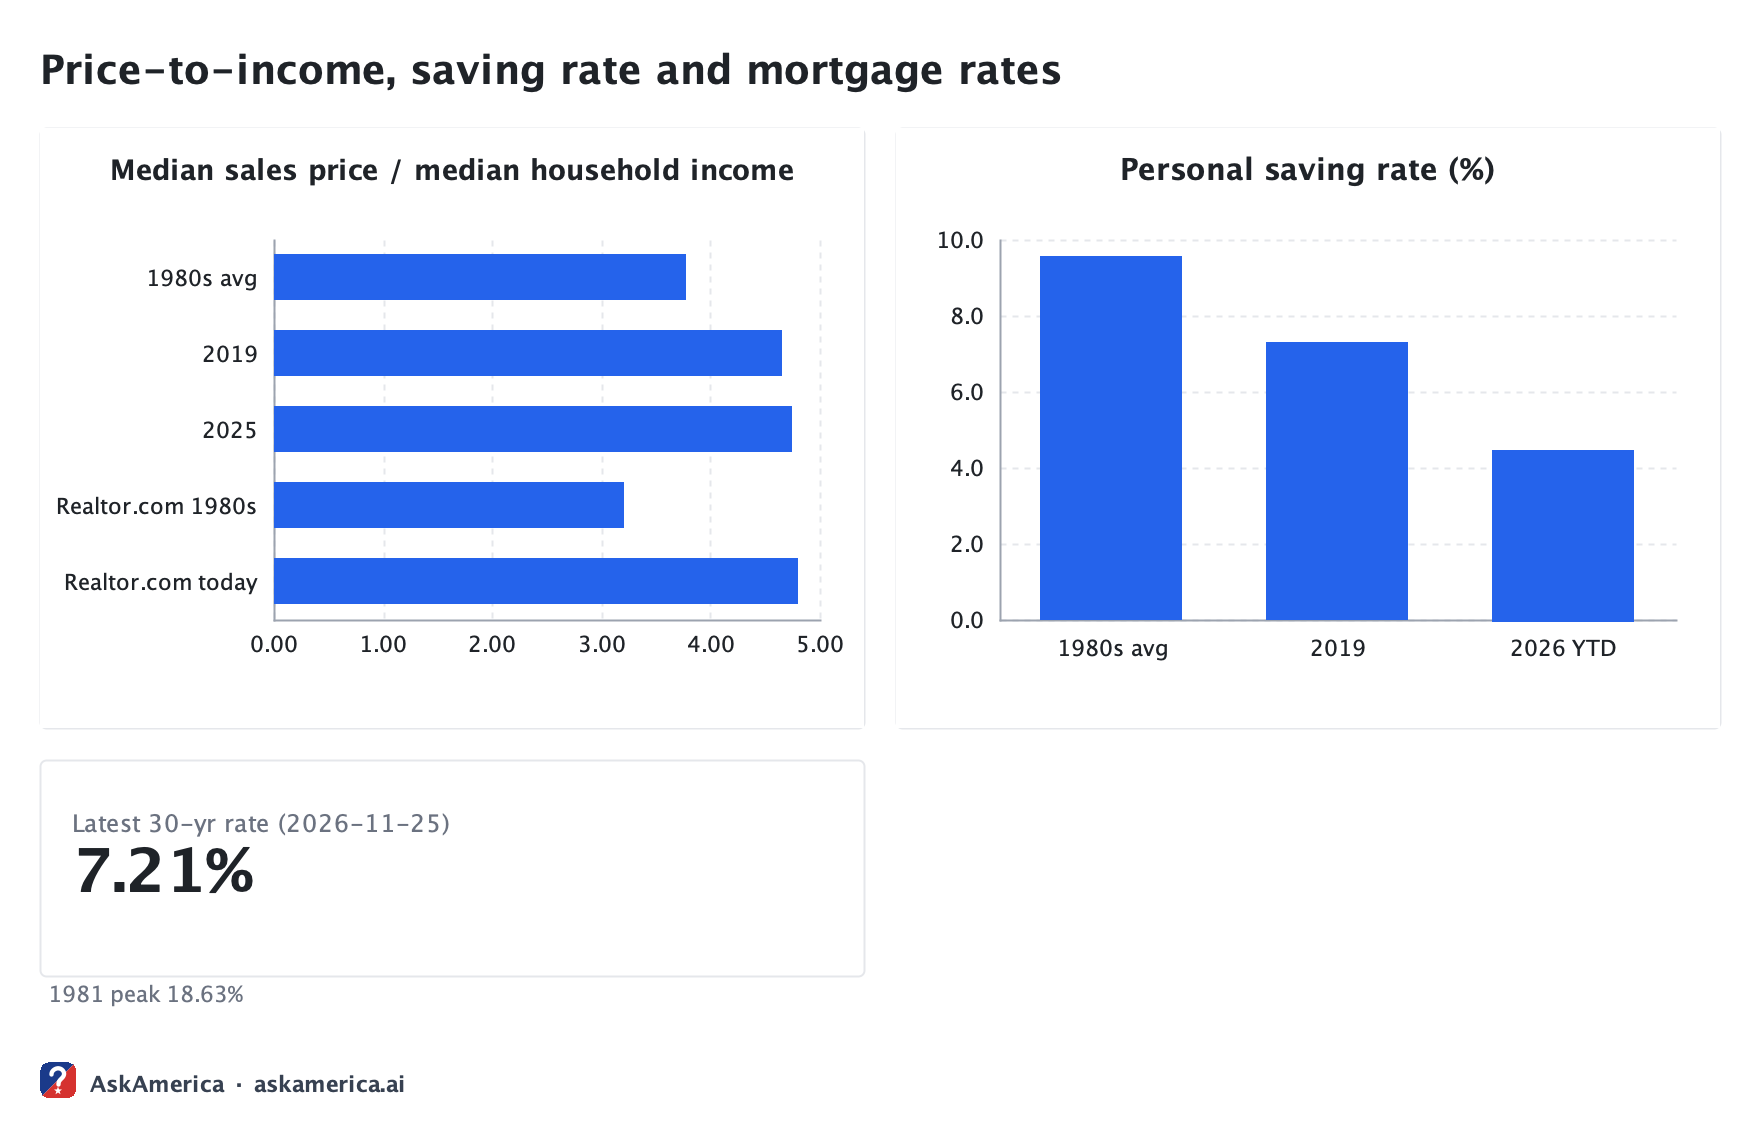 Price-to-income, saving rate and mortgage rates
Median sales price / median household income
1980s avg
2019
2025
Realtor.com 1980s
Realtor.com today
0.00 1.00 2.00 3.00 4.00 5.00
Personal saving rate (%)
10.0
8.0
6.0
4.0
2.0
0.0
1980s avg 2019 2026 YTD
Latest 30-yr rate (2026-11-25)
7.21%
1981 peak 18.63%
AskAmerica · askamerica.ai